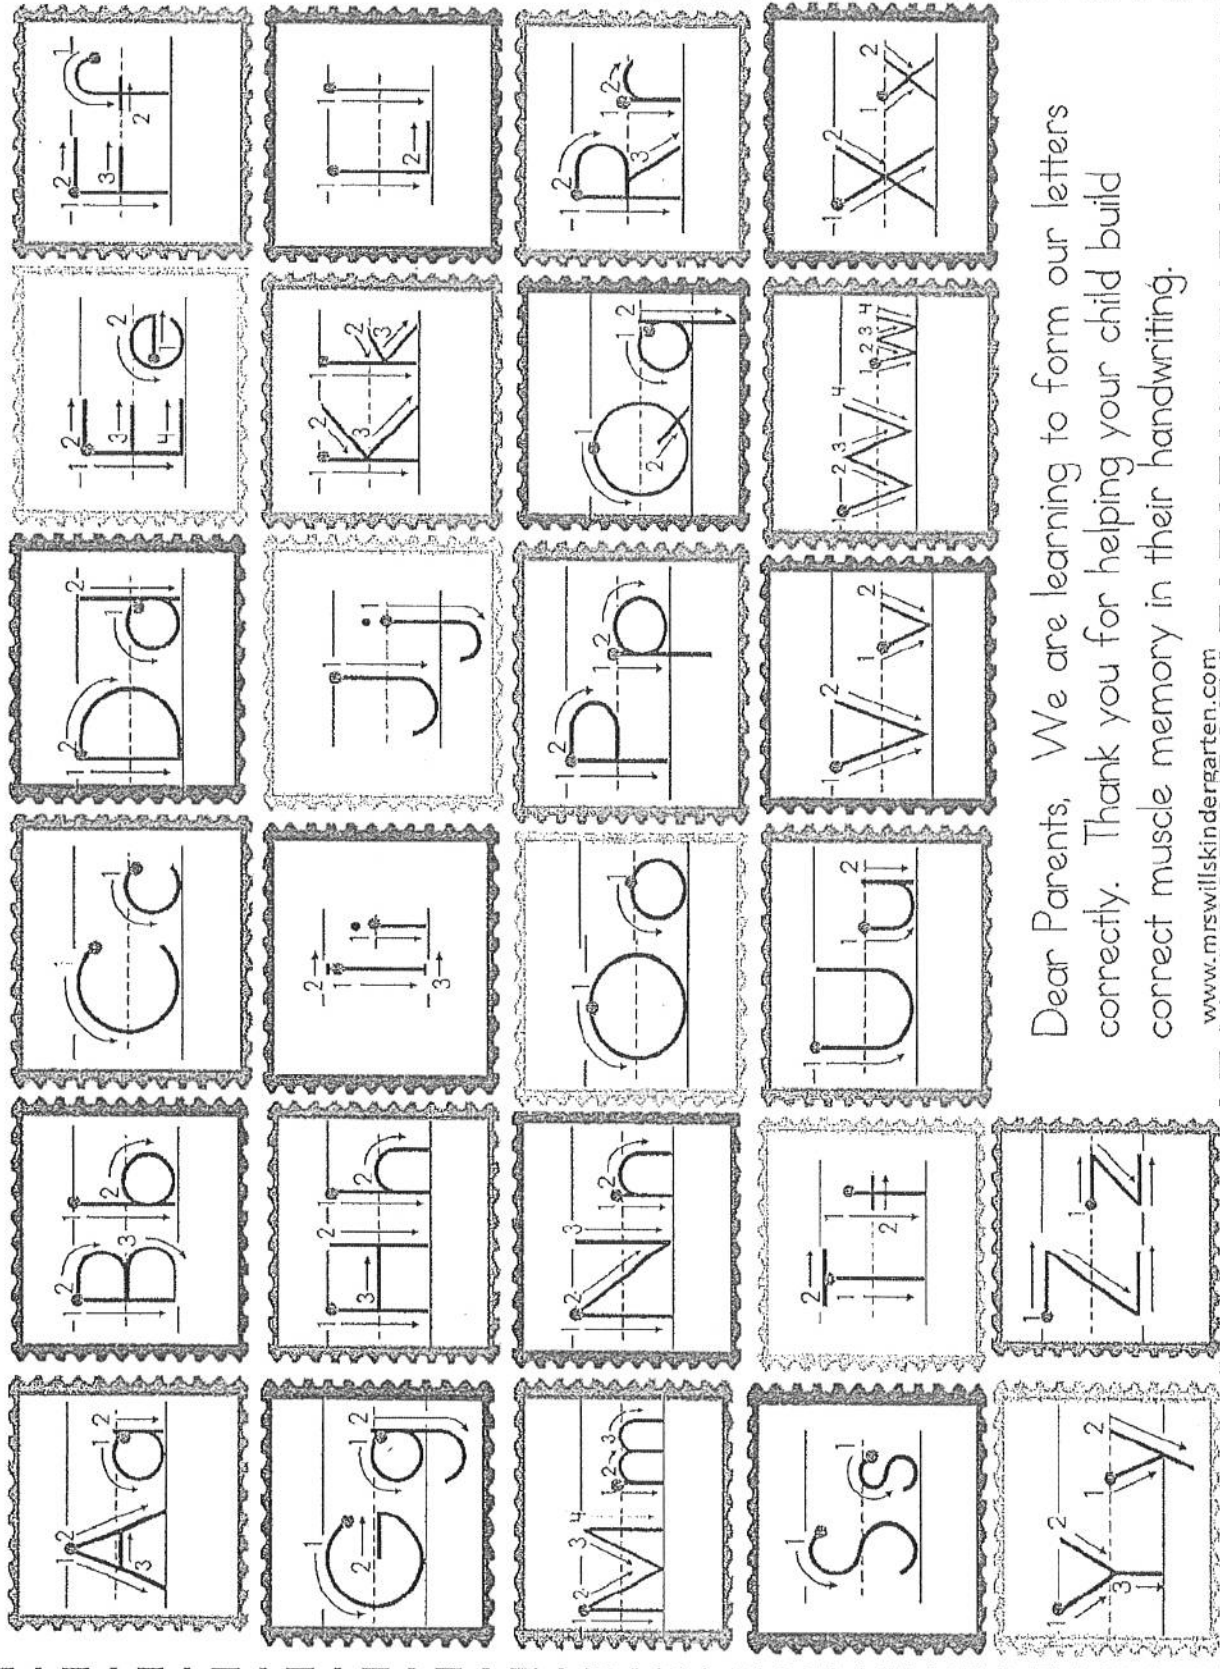 Aa Bb Cc Dd Ee Ff
Gg Hh Ii Jj Kk Ll
Mm Nn Oo Pp Qq Rr
Ss Tt Uu Vv Ww Xx
Yy Zz
Dear Parents, We are learning to form our letters
correctly. Thank you for helping your child build
correct muscle memory in their handwriting.
www.mrswillskindergarten.com